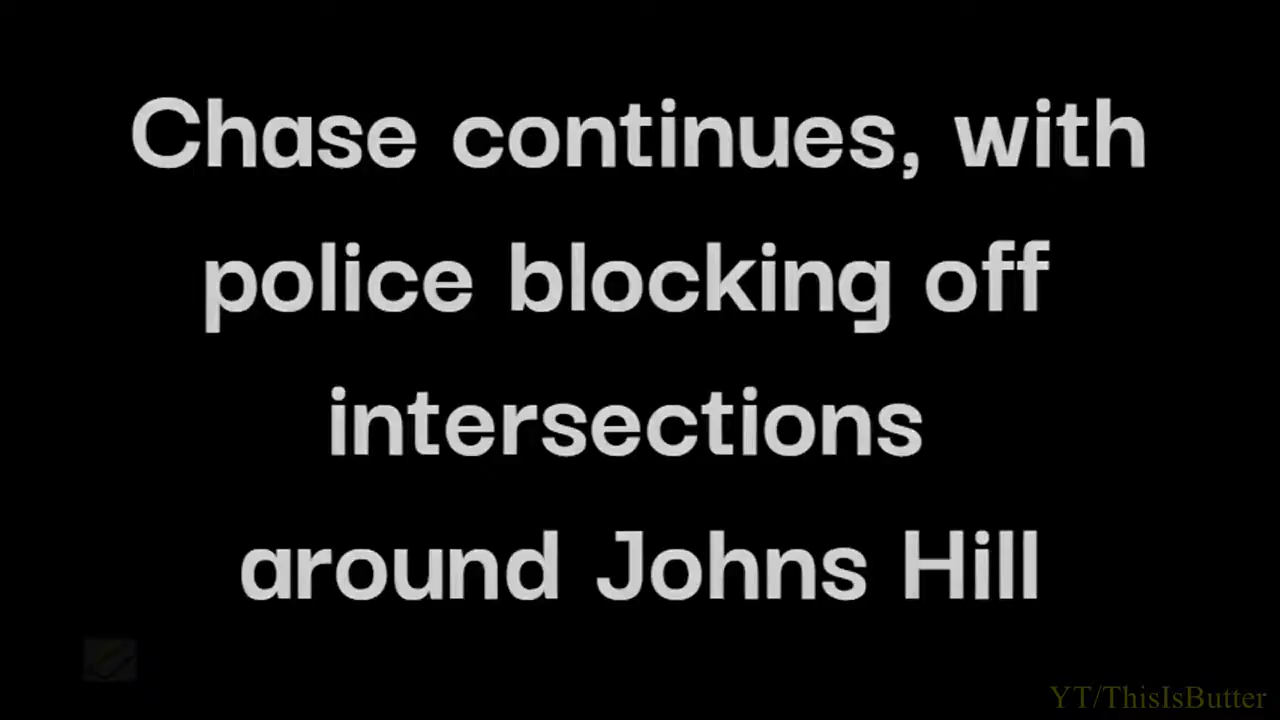 Chase continues, with
police blocking off
intersections
around Johns Hill
YT/ThisIsButter